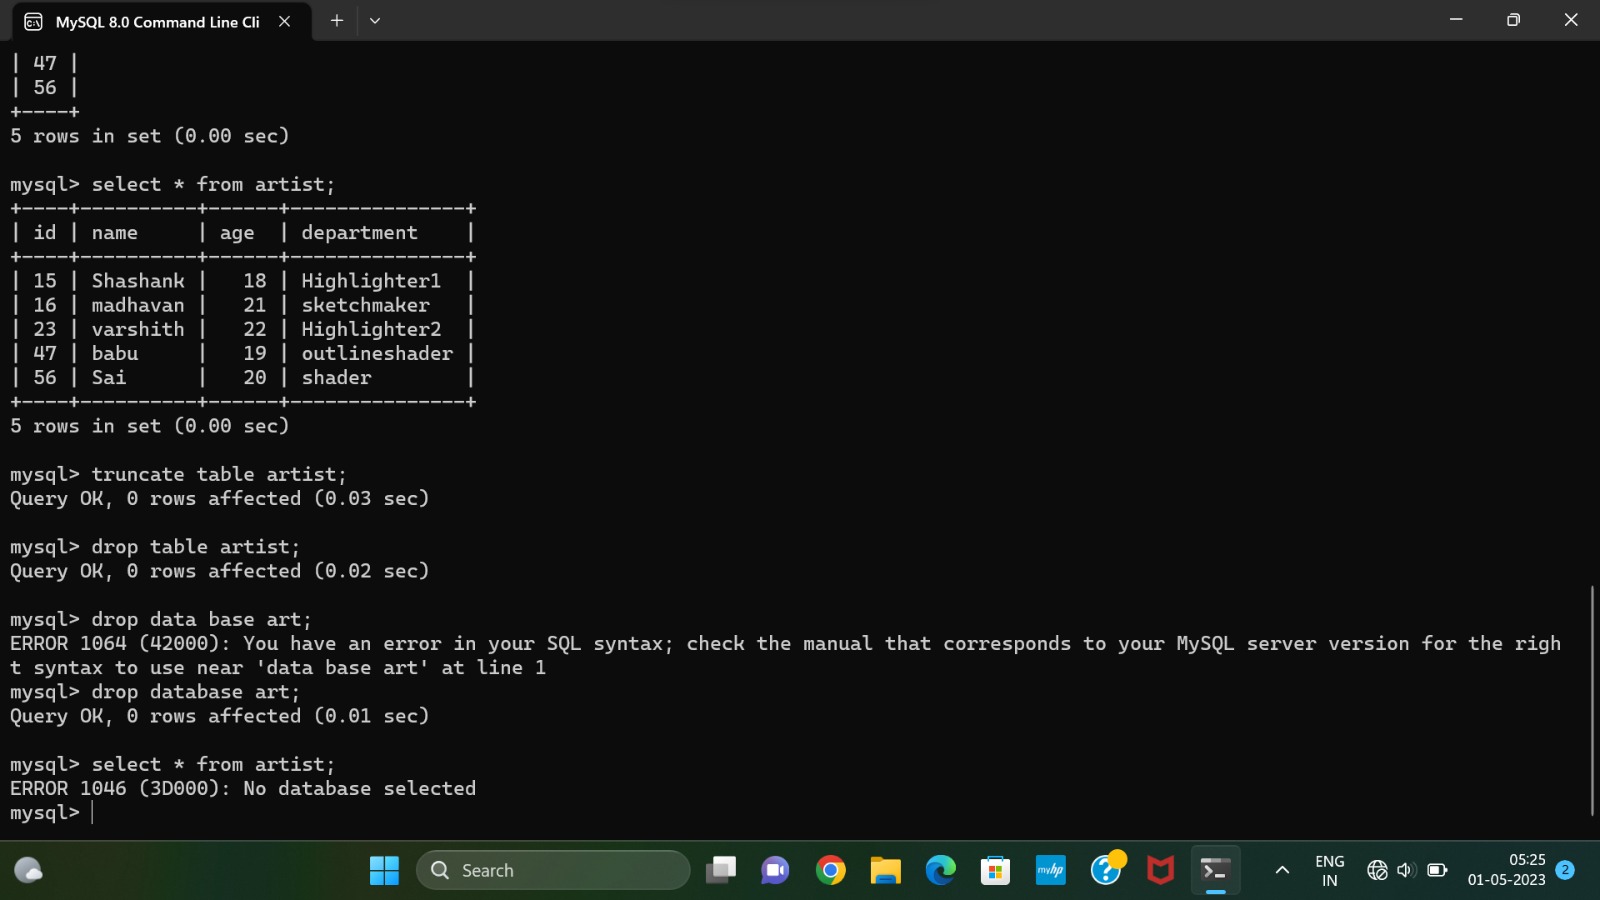 MySQL 8.0 Command Line Cli
| 47 |
| 56 |
+----+
5 rows in set (0.00 sec)
mysql> select * from artist;
+----+----------+------+---------------+
| id | name     | age  | department    |
+----+----------+------+---------------+
| 15 | Shashank |   18 | Highlighter1  |
| 16 | madhavan |   21 | sketchmaker   |
| 23 | varshith |   22 | Highlighter2  |
| 47 | babu     |   19 | outlineshader |
| 56 | Sai      |   20 | shader        |
+----+----------+------+---------------+
5 rows in set (0.00 sec)
mysql> truncate table artist;
Query OK, 0 rows affected (0.03 sec)
mysql> drop table artist;
Query OK, 0 rows affected (0.02 sec)
mysql> drop data base art;
ERROR 1064 (42000): You have an error in your SQL syntax; check the manual that corresponds to your MySQL server version for the righ
t syntax to use near 'data base art' at line 1
mysql> drop database art;
Query OK, 0 rows affected (0.01 sec)
mysql> select * from artist;
ERROR 1046 (3D000): No database selected
mysql>
Search
myhp
ENG
IN
05:25
01-05-2023
2